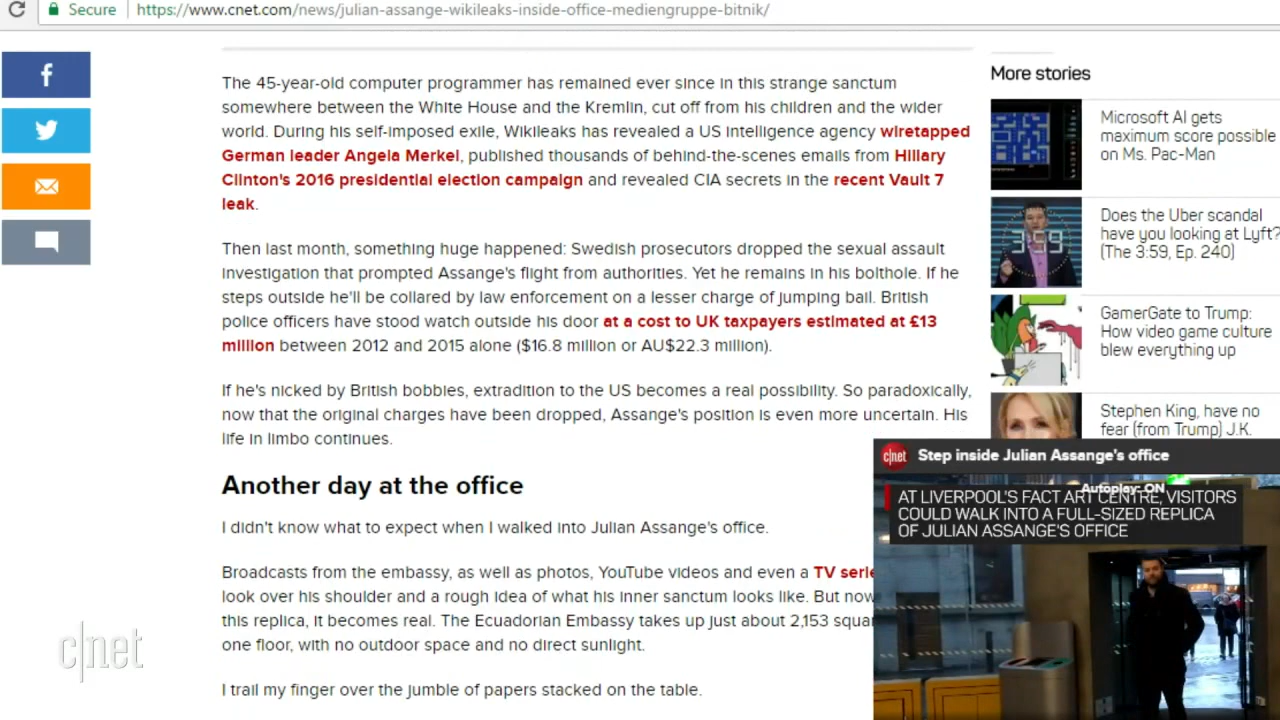 Secure https://www.cnet.com/news/julian-assange-wikileaks-inside-office-mediengruppe-bitnik/
The 45-year-old computer programmer has remained ever since in this strange sanctum
somewhere between the White House and the Kremlin, cut off from his children and the wider
world. During his self-imposed exile, Wikileaks has revealed a US intelligence agency wiretapped
German leader Angela Merkel, published thousands of behind-the-scenes emails from Hillary
Clinton's 2016 presidential election campaign and revealed CIA secrets in the recent Vault 7
leak.
Then last month, something huge happened: Swedish prosecutors dropped the sexual assault
investigation that prompted Assange's flight from authorities. Yet he remains in his bolthole. If he
steps outside he'll be collared by law enforcement on a lesser charge of jumping bail. British
police officers have stood watch outside his door at a cost to UK taxpayers estimated at £13
million between 2012 and 2015 alone ($16.8 million or AU$22.3 million).
If he's nicked by British bobbies, extradition to the US becomes a real possibility. So paradoxically,
now that the original charges have been dropped, Assange's position is even more uncertain. His
life in limbo continues.
Another day at the office
I didn't know what to expect when I walked into Julian Assange's office.
Broadcasts from the embassy, as well as photos, YouTube videos and even a TV serie
look over his shoulder and a rough idea of what his inner sanctum looks like. But now
this replica, it becomes real. The Ecuadorian Embassy takes up just about 2,153 squa
one floor, with no outdoor space and no direct sunlight.
I trail my finger over the jumble of papers stacked on the table.
More stories
Microsoft AI gets
maximum score possible
on Ms. Pac-Man
3:59
Does the Uber scandal
have you looking at Lyft?
(The 3:59, Ep. 240)
GamerGate to Trump:
How video game culture
blew everything up
Stephen King, have no
fear (from Trump) J.K.
c|net Step inside Julian Assange's office
Autoplay: ON
AT LIVERPOOL'S FACT ART CENTRE, VISITORS
COULD WALK INTO A FULL-SIZED REPLICA
OF JULIAN ASSANGE'S OFFICE
c|net